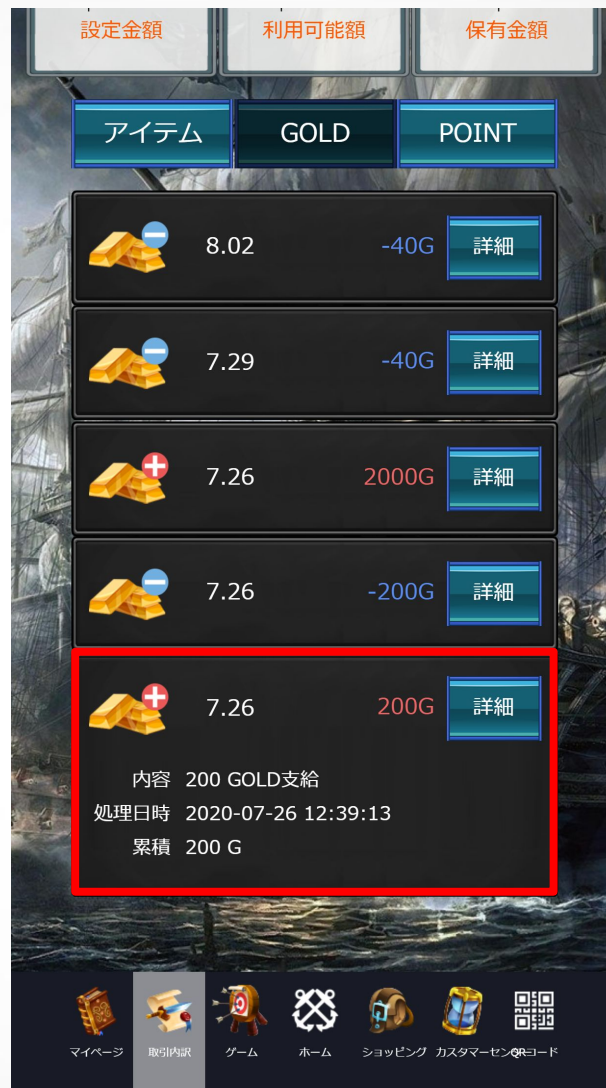 設定金額 利用可能額 保有金額
アイテム GOLD POINT
8.02 -40G 詳細
7.29 -40G 詳細
7.26 2000G 詳細
7.26 -200G 詳細
7.26 200G 詳細
内容 200 GOLD支給
処理日時 2020-07-26 12:39:13
累積 200 G
マイページ 取引内訳 ゲーム ホーム ショッピング カスタマーセン QRコード